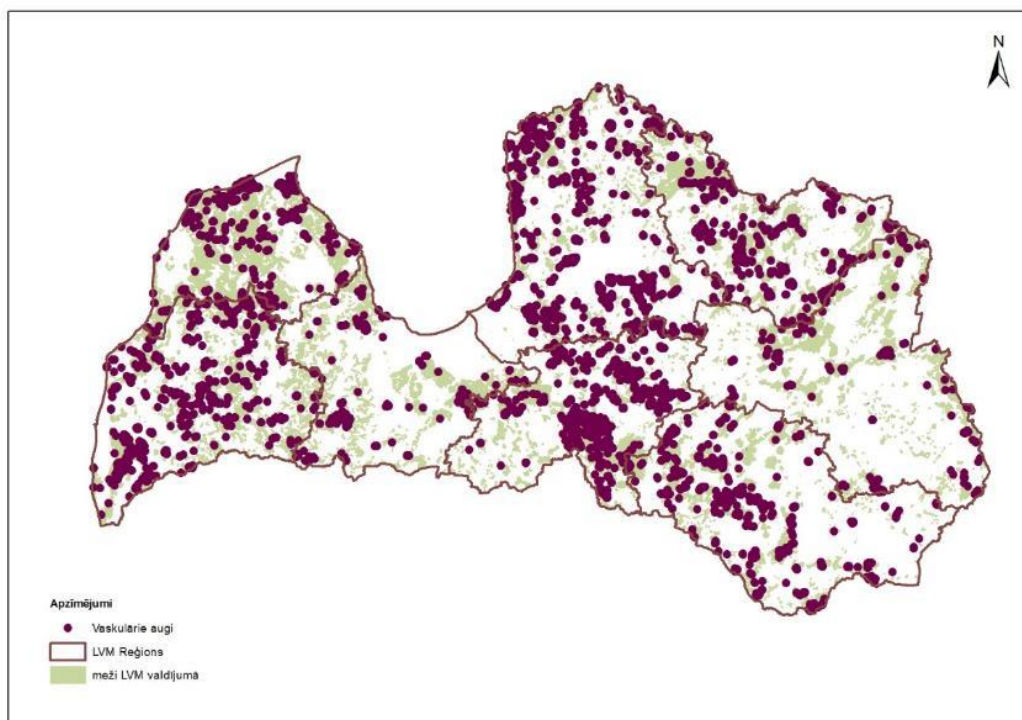 N
Apzīmējumi
Vaskulārie augi
LVM Reģions
meži LVM valdījumā